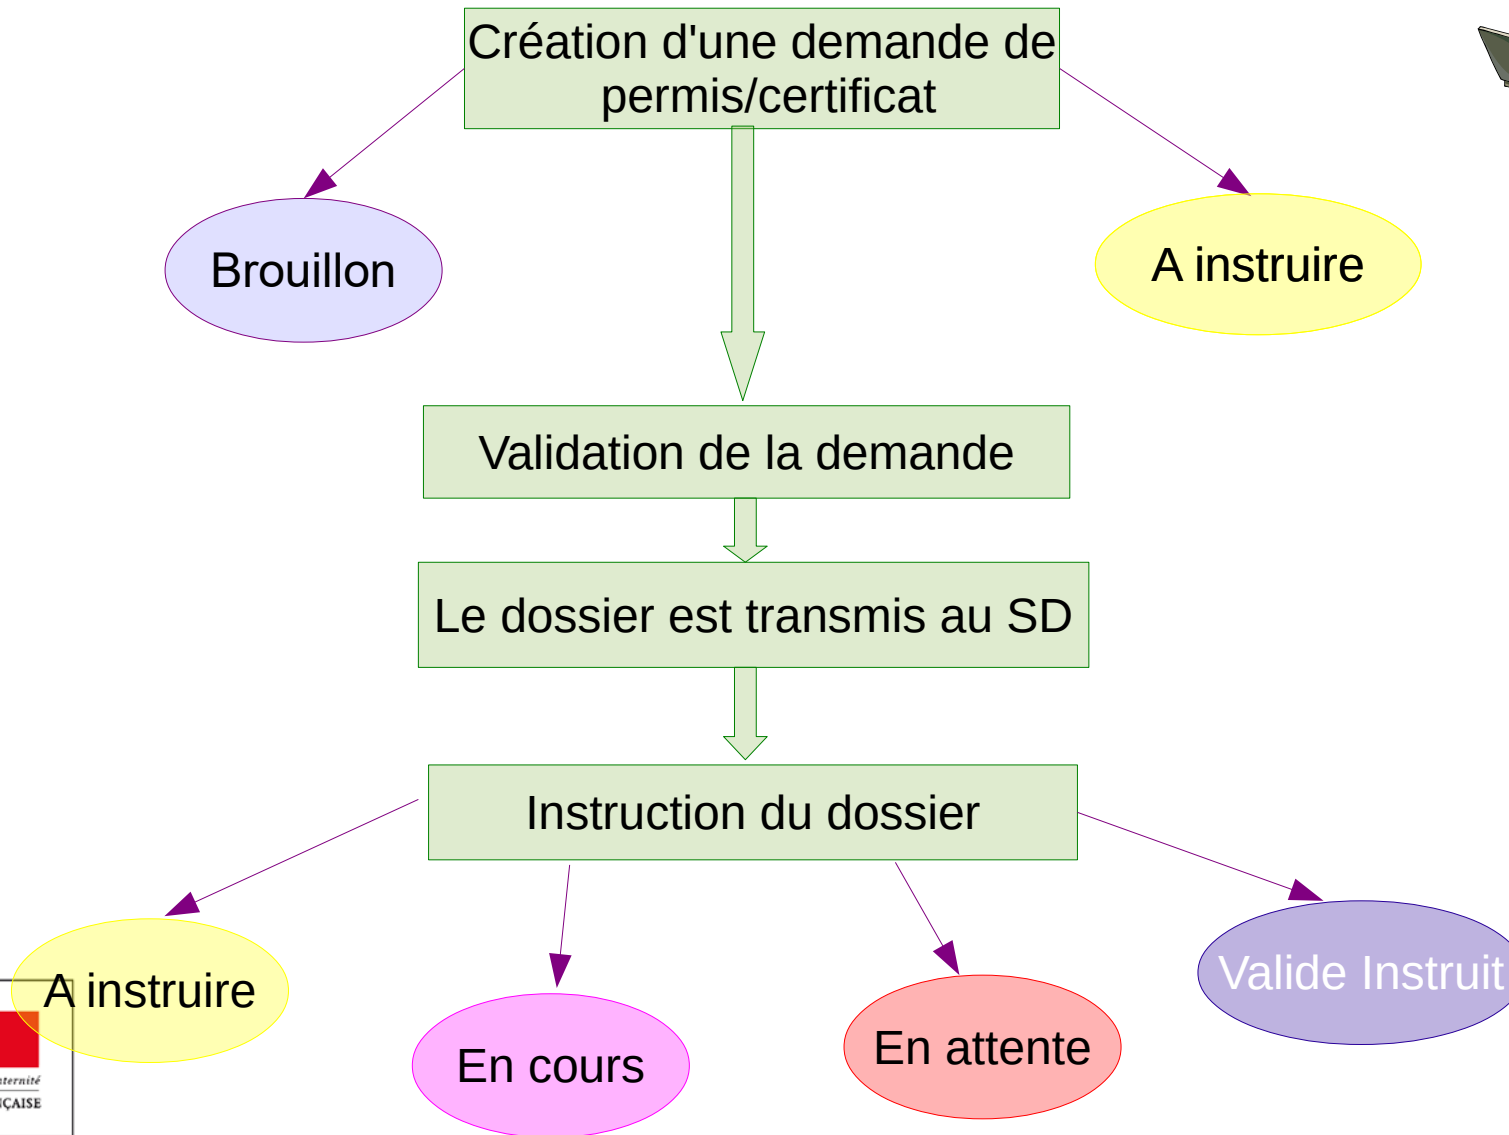 Création d'une demande de
permis/certificat
Brouillon
A instruire
Validation de la demande
Le dossier est transmis au SD
Instruction du dossier
A instruire
En cours
En attente
Valide Instruit